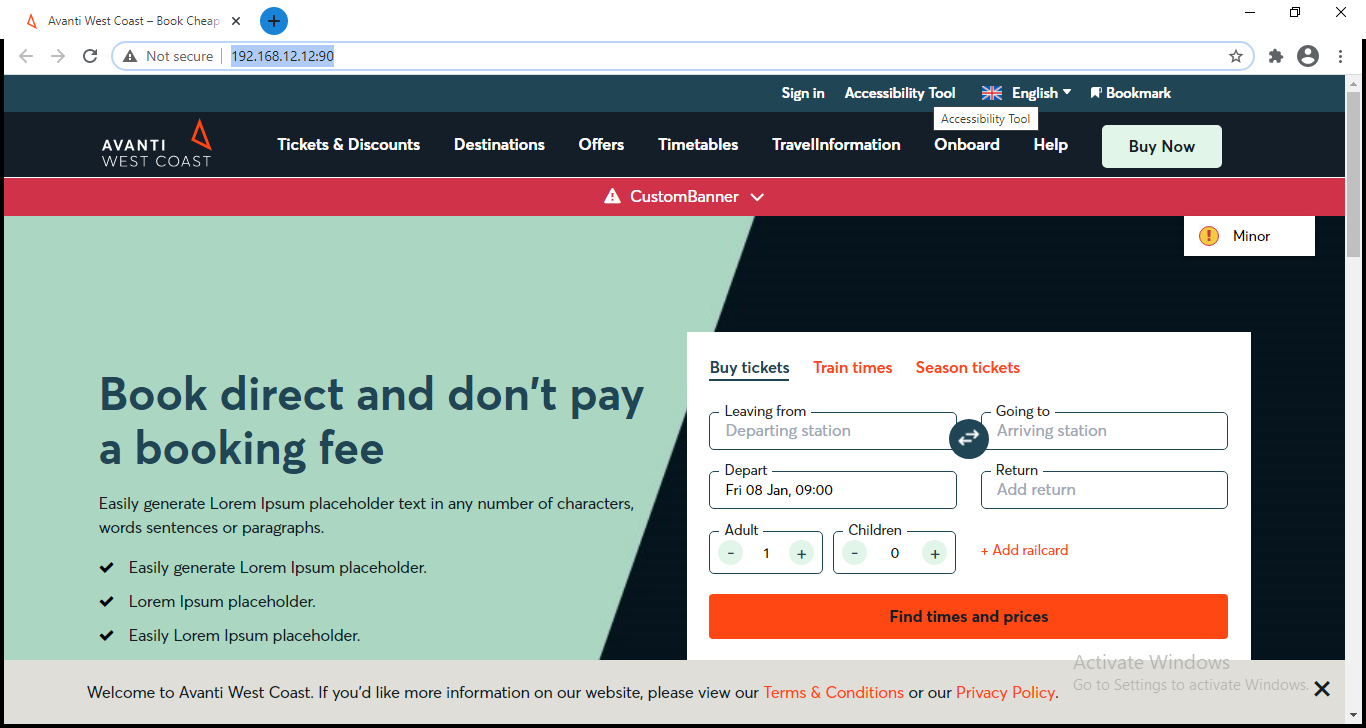 Avanti West Coast – Book Cheap
Not secure
192.168.12.12:90
Sign in
Accessibility Tool
English
Bookmark
Accessibility Tool
AVANTI
WEST COAST
Tickets & Discounts
Destinations
Offers
Timetables
TravelInformation
Onboard
Help
Buy Now
CustomBanner
Minor
Book direct and don't pay
a booking fee
Easily generate Lorem Ipsum placeholder text in any number of characters,
words sentences or paragraphs.
Easily generate Lorem Ipsum placeholder.
Lorem Ipsum placeholder.
Easily Lorem Ipsum placeholder.
Buy tickets
Train times
Season tickets
Leaving from
Departing station
Going to
Arriving station
Depart
Fri 08 Jan, 09:00
Return
Add return
Adult
- 1 +
Children
- 0 +
+ Add railcard
Find times and prices
Activate Windows
Go to Settings to activate Windows.
Welcome to Avanti West Coast. If you'd like more information on our website, please view our Terms & Conditions or our Privacy Policy.